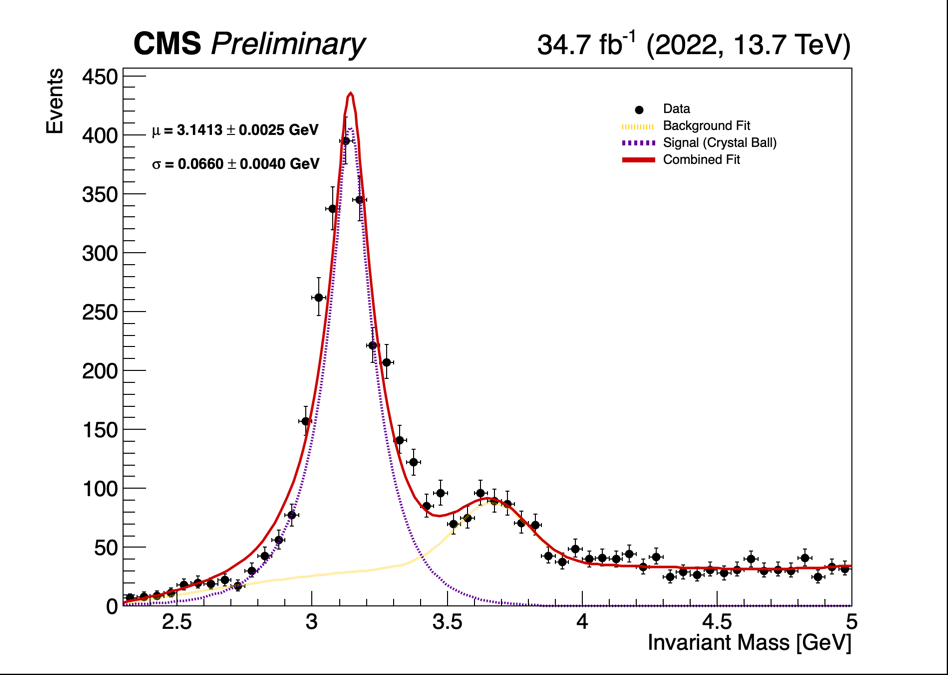 CMS Preliminary 34.7 fb⁻¹ (2022, 13.7 TeV)
Events
450
400
350
300
250
200
150
100
50
0
μ = 3.1413 ± 0.0025 GeV
σ = 0.0660 ± 0.0040 GeV
Data
Background Fit
Signal (Crystal Ball)
Combined Fit
2.5 3 3.5 4 4.5 5
Invariant Mass [GeV]